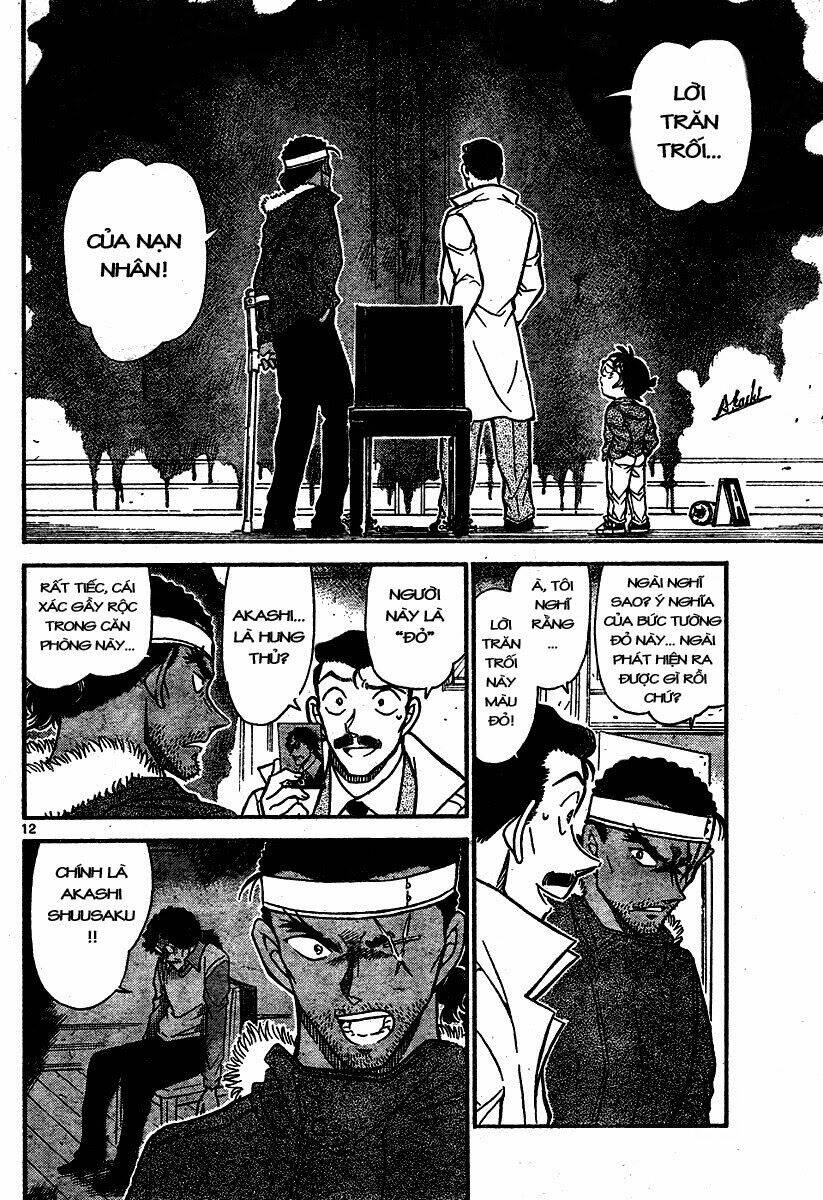 LỜI
TRĂN
TRỐI...
CỦA NẠN
NHÂN!
NGÀI NGHĨ
SAO? Ý NGHĨA
CỦA BỨC TƯỜNG
ĐỎ NÀY... NGÀI
PHÁT HIỆN RA
ĐƯỢC GÌ RỒI
CHỨ?
À, TÔI
NGHĨ
RẰNG
...
LỜI
TRĂN
TRỐI
NÀY
MÀU
ĐỎ!
NGƯỜI
NÀY LÀ
"ĐỎ"
AKASHI...
LÀ HUNG
THỦ?
RẤT TIẾC, CÁI
XÁC GẦY RỘC
TRONG CĂN
PHÒNG NÀY...
12
CHÍNH LÀ
AKASHI
SHUUSAKU
!!
Akashi